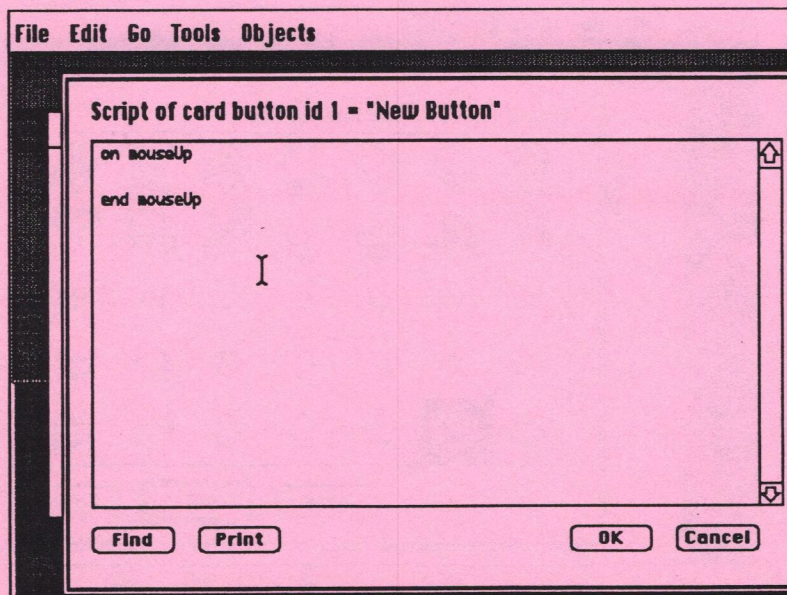 File Edit Go Tools Objects
Script of card button id 1 = "New Button"
on mouseUp
end mouseUp
Find Print OK Cancel